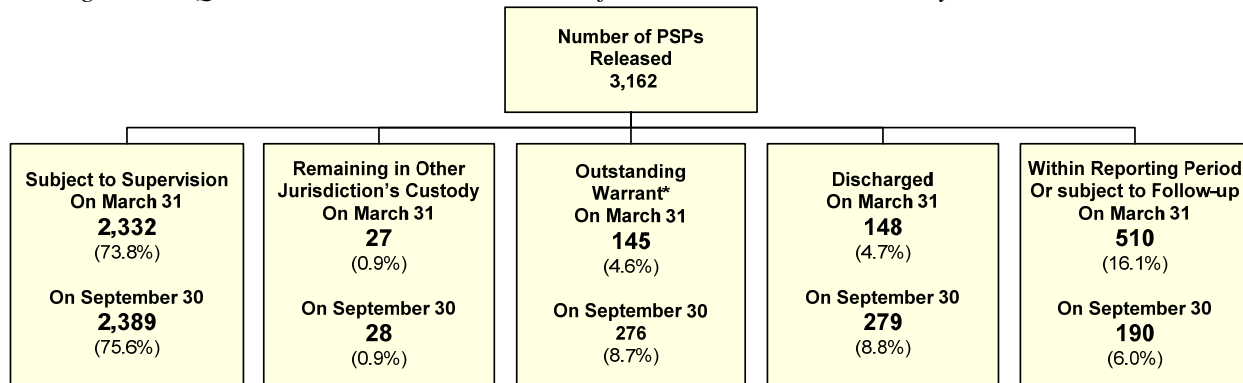 Number of PSPs
Released
3,162
Subject to Supervision
On March 31
2,332
(73.8%)
On September 30
2,389
(75.6%)
Remaining in Other
Jurisdiction's Custody
On March 31
27
(0.9%)
On September 30
28
(0.9%)
Outstanding
Warrant*
On March 31
145
(4.6%)
On September 30
276
(8.7%)
Discharged
On March 31
148
(4.7%)
On September 30
279
(8.8%)
Within Reporting Period
Or subject to Follow-up
On March 31
510
(16.1%)
On September 30
190
(6.0%)